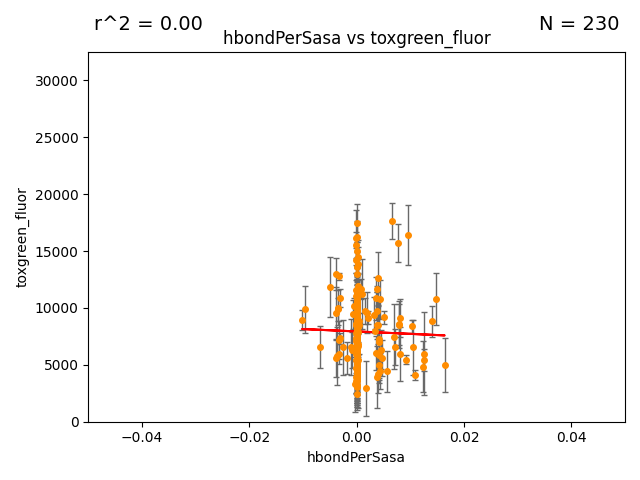 r^2 = 0.00
N = 230
hbondPerSasa vs toxgreen_fluor
30000
25000
20000
15000
10000
5000
0
toxgreen_fluor
−0.04
−0.02
0.00
0.02
0.04
hbondPerSasa